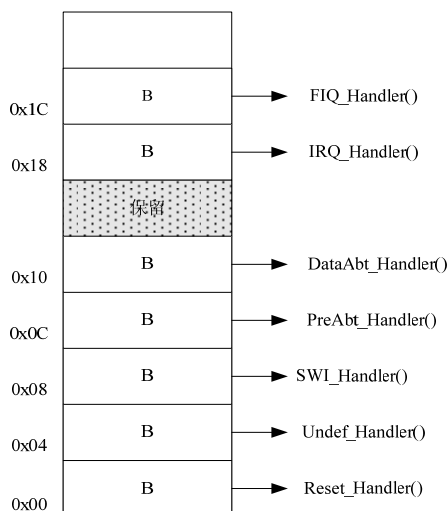 B FIQ_Handler()
0x1C
B IRQ_Handler()
0x18
保留
B DataAbt_Handler()
0x10
B PreAbt_Handler()
0x0C
B SWI_Handler()
0x08
B Undef_Handler()
0x04
B Reset_Handler()
0x00